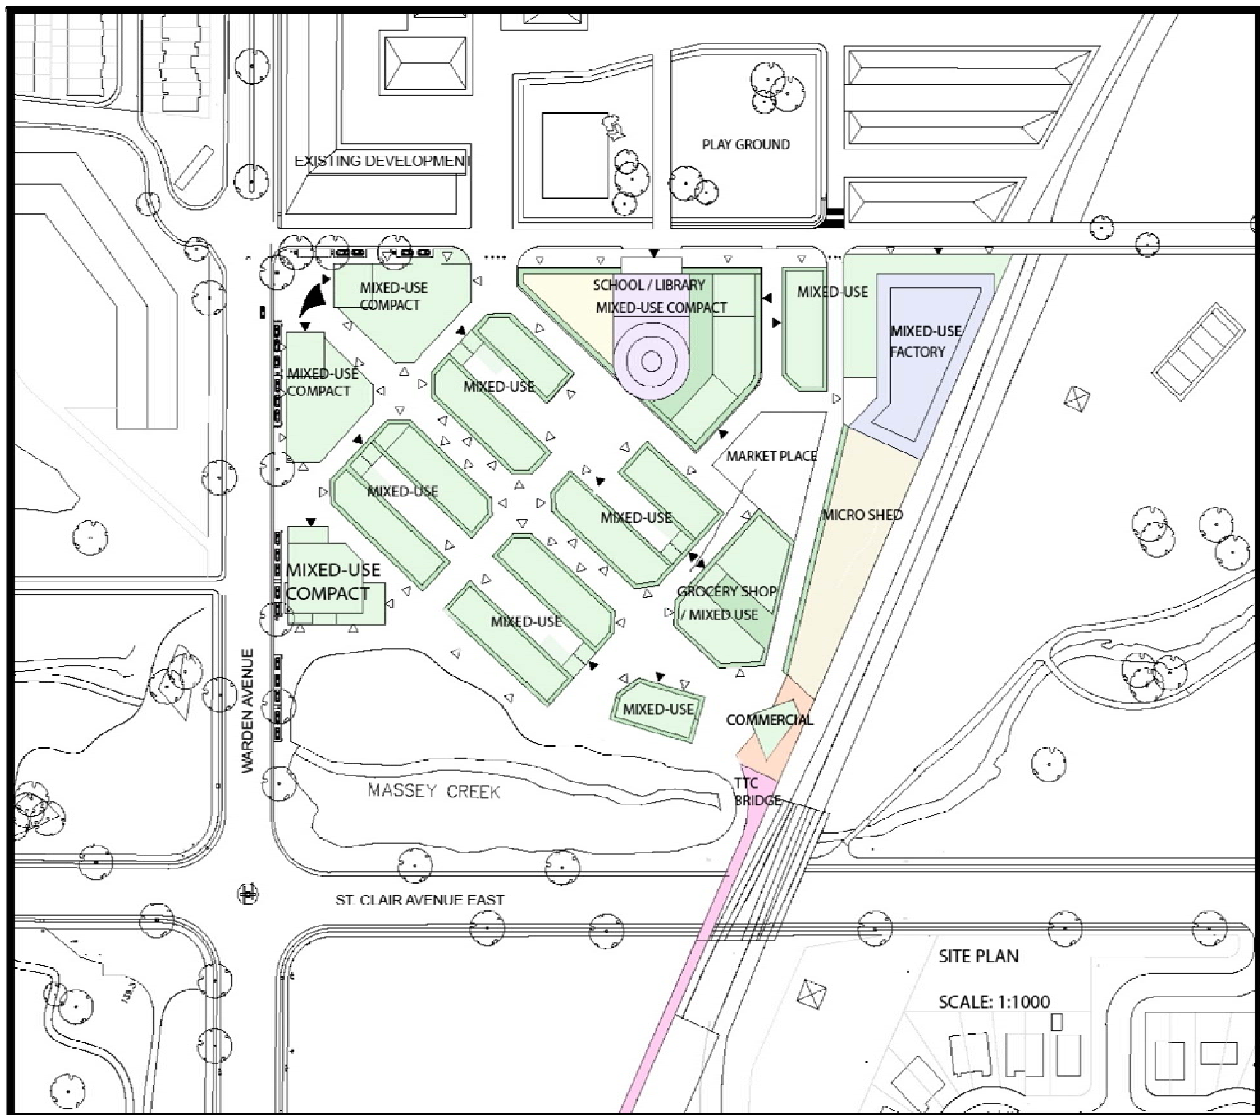 EXISTING DEVELOPMENT
PLAY GROUND
MIXED-USE
COMPACT
SCHOOL / LIBRARY
MIXED-USE COMPACT
MIXED-USE
MIXED-USE
FACTORY
MIXED-USE
COMPACT
MIXED-USE
MARKET PLACE
MIXED-USE
MIXED-USE
MICRO SHED
MIXED-USE
COMPACT
GROCERY SHOP
/ MIXED USE
MIXED-USE
MIXED-USE
COMMERCIAL
WARDEN AVENUE
MASSEY CREEK
TTC
BRIDGE
ST. CLAIR AVENUE EAST
SITE PLAN
SCALE: 1:1000